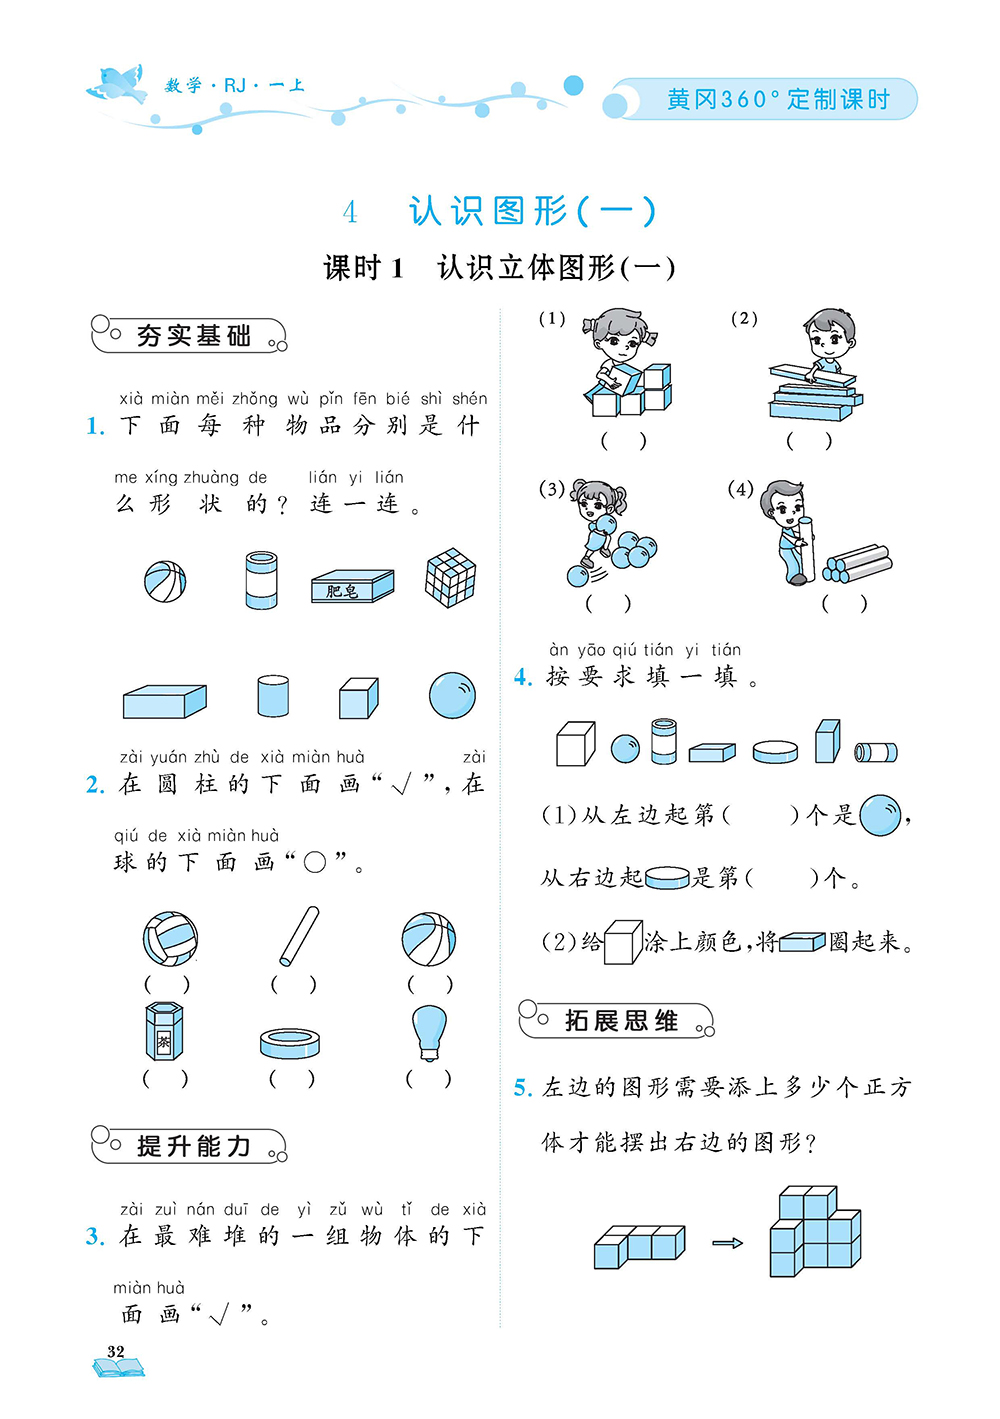 数学·RJ·一上
黄冈360°定制课时
4 认识图形(一)
课时1 认识立体图形(一)
夯实基础
xià miàn měi zhǒng wù pǐn fēn bié shì shén
1. 下面每种物品分别是什
me xíng zhuàng de lián yi lián
么形状的?连一连。
肥皂
zài yuán zhù de xià miàn huà zài
2. 在圆柱的下面画“√”,在
qiú de xià miàn huà
球的下面画“○”。
( ) ( ) ( )
茶
( ) ( ) ( )
提升能力
zài zuì nán duī de yì zǔ wù tǐ de xià
3. 在最难堆的一组物体的下
miàn huà
面画“√”。
(1) (2)
( ) ( )
(3) (4)
( ) ( )
àn yāo qiú tián yi tián
4. 按要求填一填。
(1)从左边起第( )个是 ,
从右边起 是第( )个。
(2)给 涂上颜色,将 圈起来。
拓展思维
5. 左边的图形需要添上多少个正方
体才能摆出右边的图形?
32